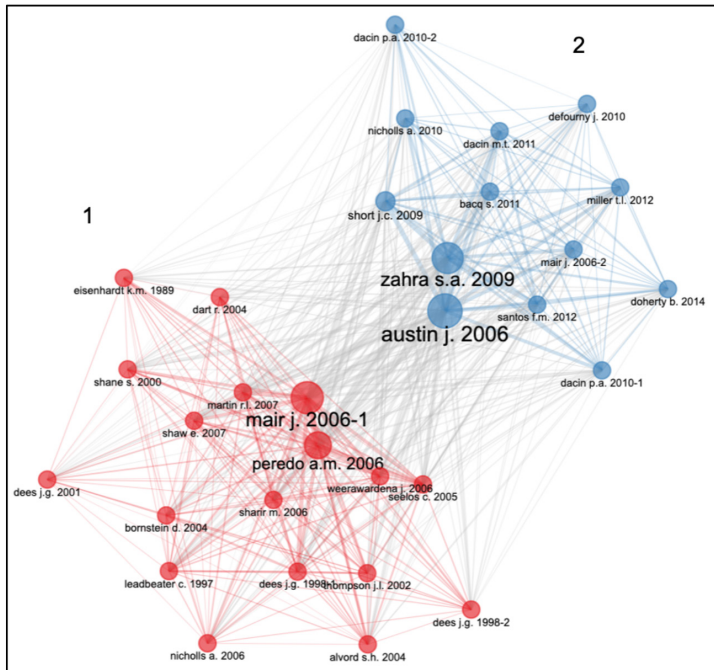 dacin p.a. 2010-2
2
defourny j. 2010
nicholls a. 2010
dacin m.t. 2011
miller t.l. 2012
bacq s. 2011
short j.c. 2009
1
mair j. 2006-2
zahra s.a. 2009
eisenhardt k.m. 1989
doherty b. 2014
dart r. 2004
santos f.m. 2012
austin j. 2006
shane s. 2000
dacin p.a. 2010-1
martin r.l. 2007
mair j. 2006-1
shaw e. 2007
peredo a.m. 2006
weerawardena j. 2006
dees j.g. 2001
seelos c. 2005
sharir m. 2006
bornstein d. 2004
leadbeater c. 1997
dees j.g. 1998-1
thompson j.l. 2002
dees j.g. 1998-2
nicholls a. 2006
alvord s.h. 2004